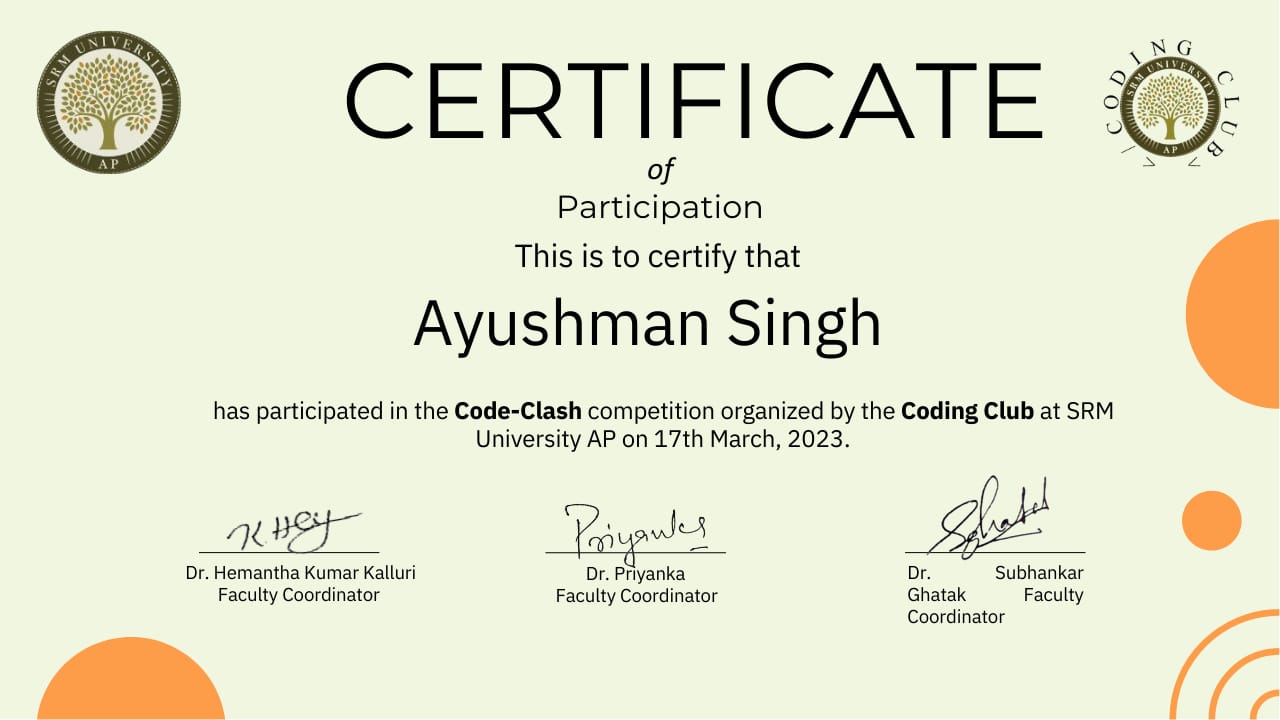 SRM UNIVERSITY
AP
CERTIFICATE
CODING CLUB
SRM UNIVERSITY
AP
of
Participation
This is to certify that
Ayushman Singh
has participated in the Code-Clash competition organized by the Coding Club at SRM
University AP on 17th March, 2023.
Priyanka
Dr. Hemantha Kumar Kalluri
Faculty Coordinator
Dr. Priyanka
Faculty Coordinator
Dr. Subhankar
Ghatak Faculty
Coordinator